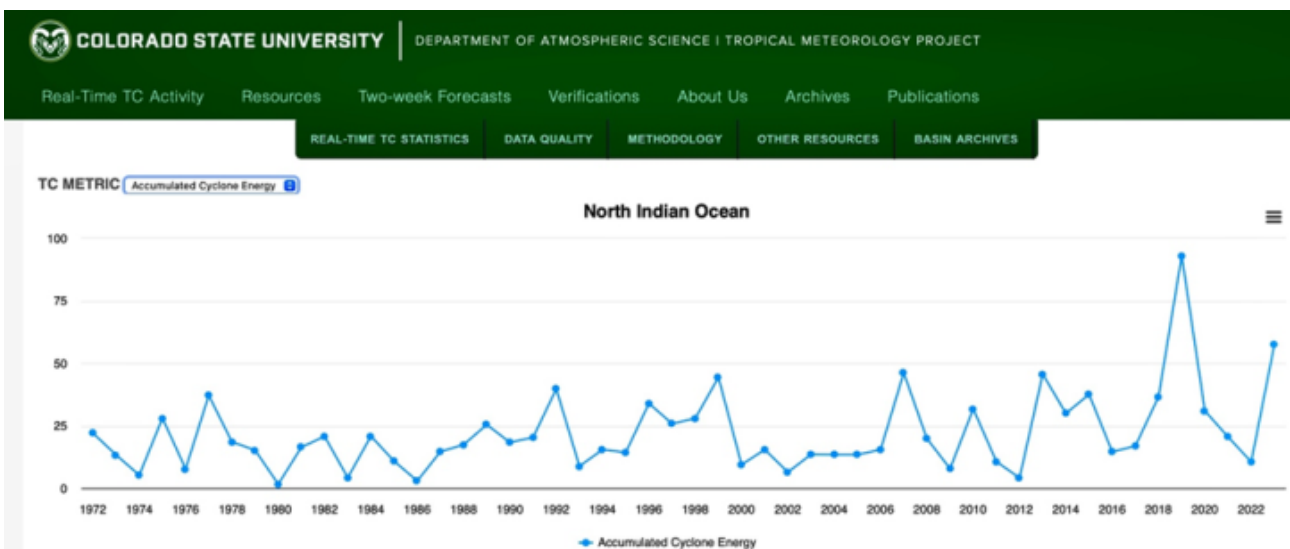 COLORADO STATE UNIVERSITY DEPARTMENT OF ATMOSPHERIC SCIENCE | TROPICAL METEOROLOGY PROJECT
Real-Time TC Activity Resources Two-week Forecasts Verifications About Us Archives Publications
REAL-TIME TC STATISTICS DATA QUALITY METHODOLOGY OTHER RESOURCES BASIN ARCHIVES
TC METRIC Accumulated Cyclone Energy
North Indian Ocean
100
75
50
25
0
1972 1974 1976 1978 1980 1982 1984 1986 1988 1990 1992 1994 1996 1998 2000 2002 2004 2006 2008 2010 2012 2014 2016 2018 2020 2022
Accumulated Cyclone Energy